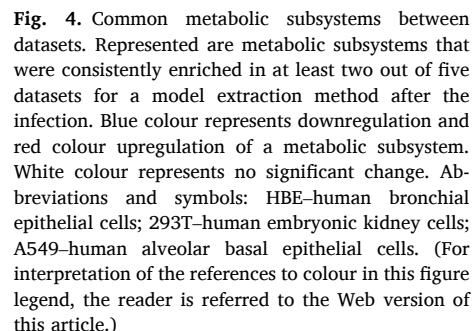 Fig. 4. Common metabolic subsystems between
datasets. Represented are metabolic subsystems that
were consistently enriched in at least two out of five
datasets for a model extraction method after the
infection. Blue colour represents downregulation and
red colour upregulation of a metabolic subsystem.
White colour represents no significant change. Ab-
breviations and symbols: HBE–human bronchial
epithelial cells; 293T–human embryonic kidney cells;
A549–human alveolar basal epithelial cells. (For
interpretation of the references to colour in this figure
legend, the reader is referred to the Web version of
this article.)